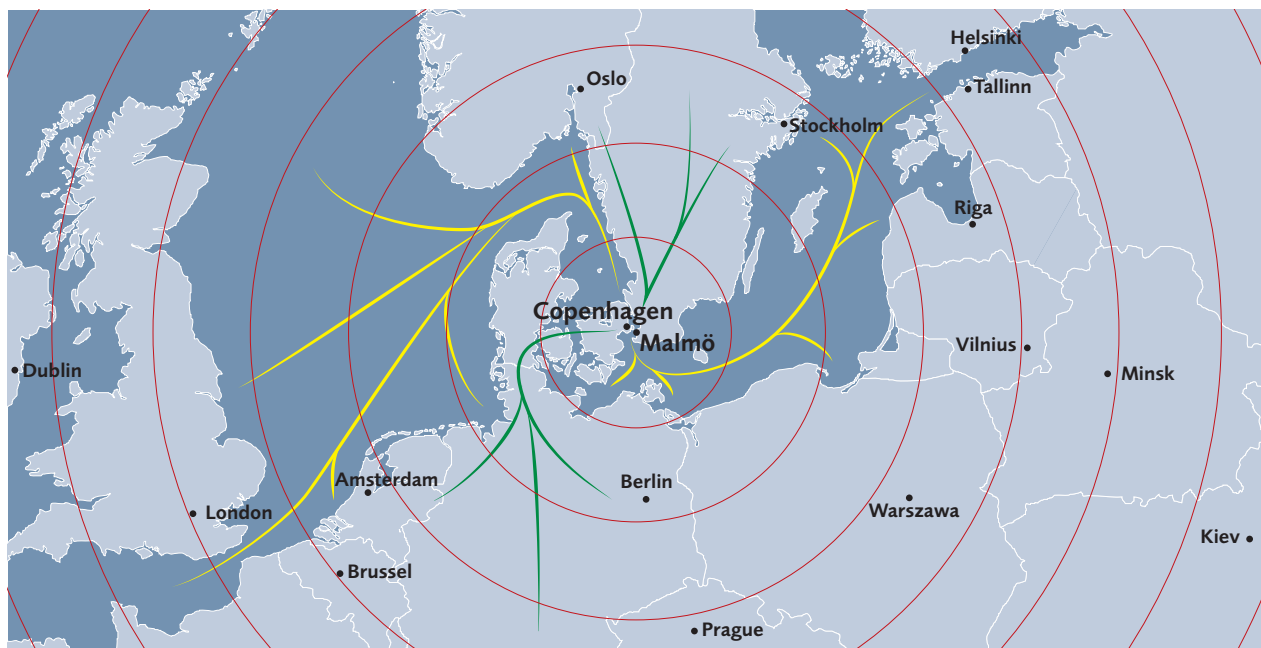 Helsinki
Oslo
Tallinn
Stockholm
Riga
Copenhagen
Malmö
Vilnius
Dublin
Minsk
Amsterdam
Berlin
London
Warszawa
Kiev
Brussel
Prague